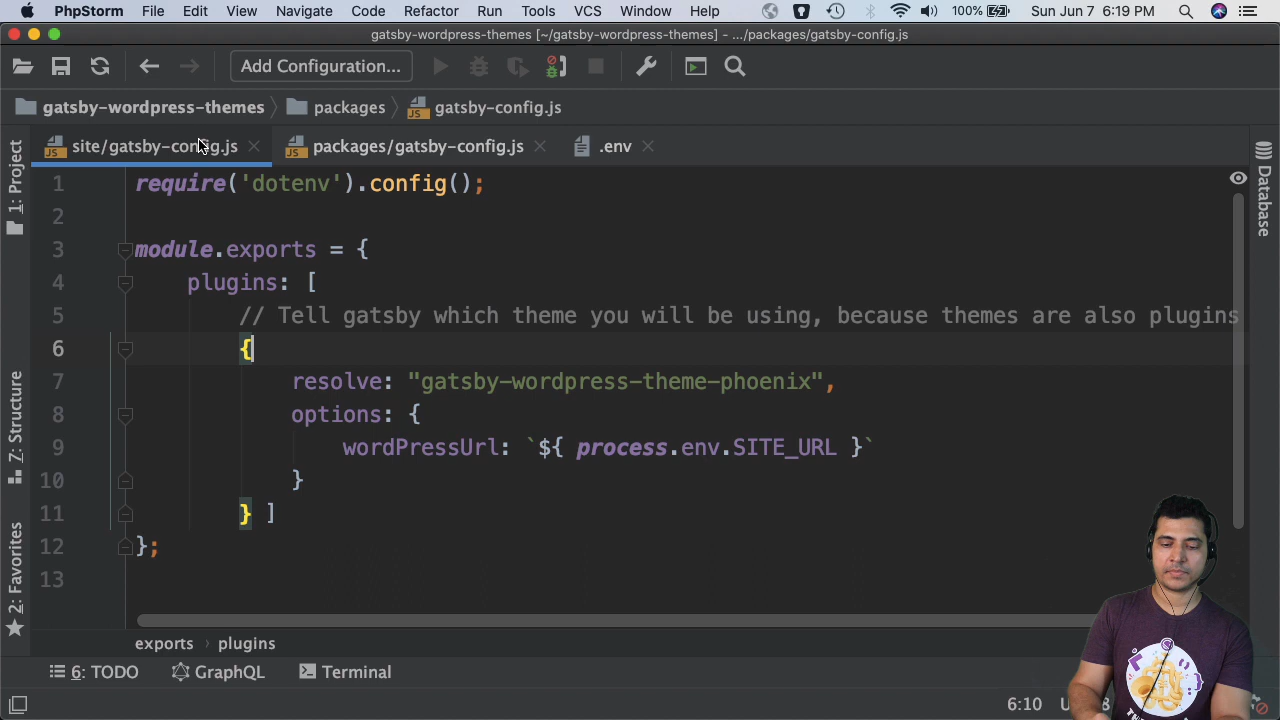 PhpStorm File Edit View Navigate Code Refactor Run Tools VCS Window Help 100% Sun Jun 7 6:19 PM
gatsby-wordpress-themes [~/gatsby-wordpress-themes] - .../packages/gatsby-config.js
Add Configuration...
gatsby-wordpress-themes packages gatsby-config.js
site/gatsby-config.js packages/gatsby-config.js .env
1: Project
Z: Structure
2: Favorites
Database
1 require('dotenv').config();
2
3 module.exports = {
4 plugins: [
5 // Tell gatsby which theme you will be using, because themes are also plugins
6 {
7 resolve: "gatsby-wordpress-theme-phoenix",
8 options: {
9 wordPressUrl: `${ process.env.SITE_URL }`
10 }
11 } ]
12 };
13
exports › plugins
6: TODO GraphQL Terminal
6:10